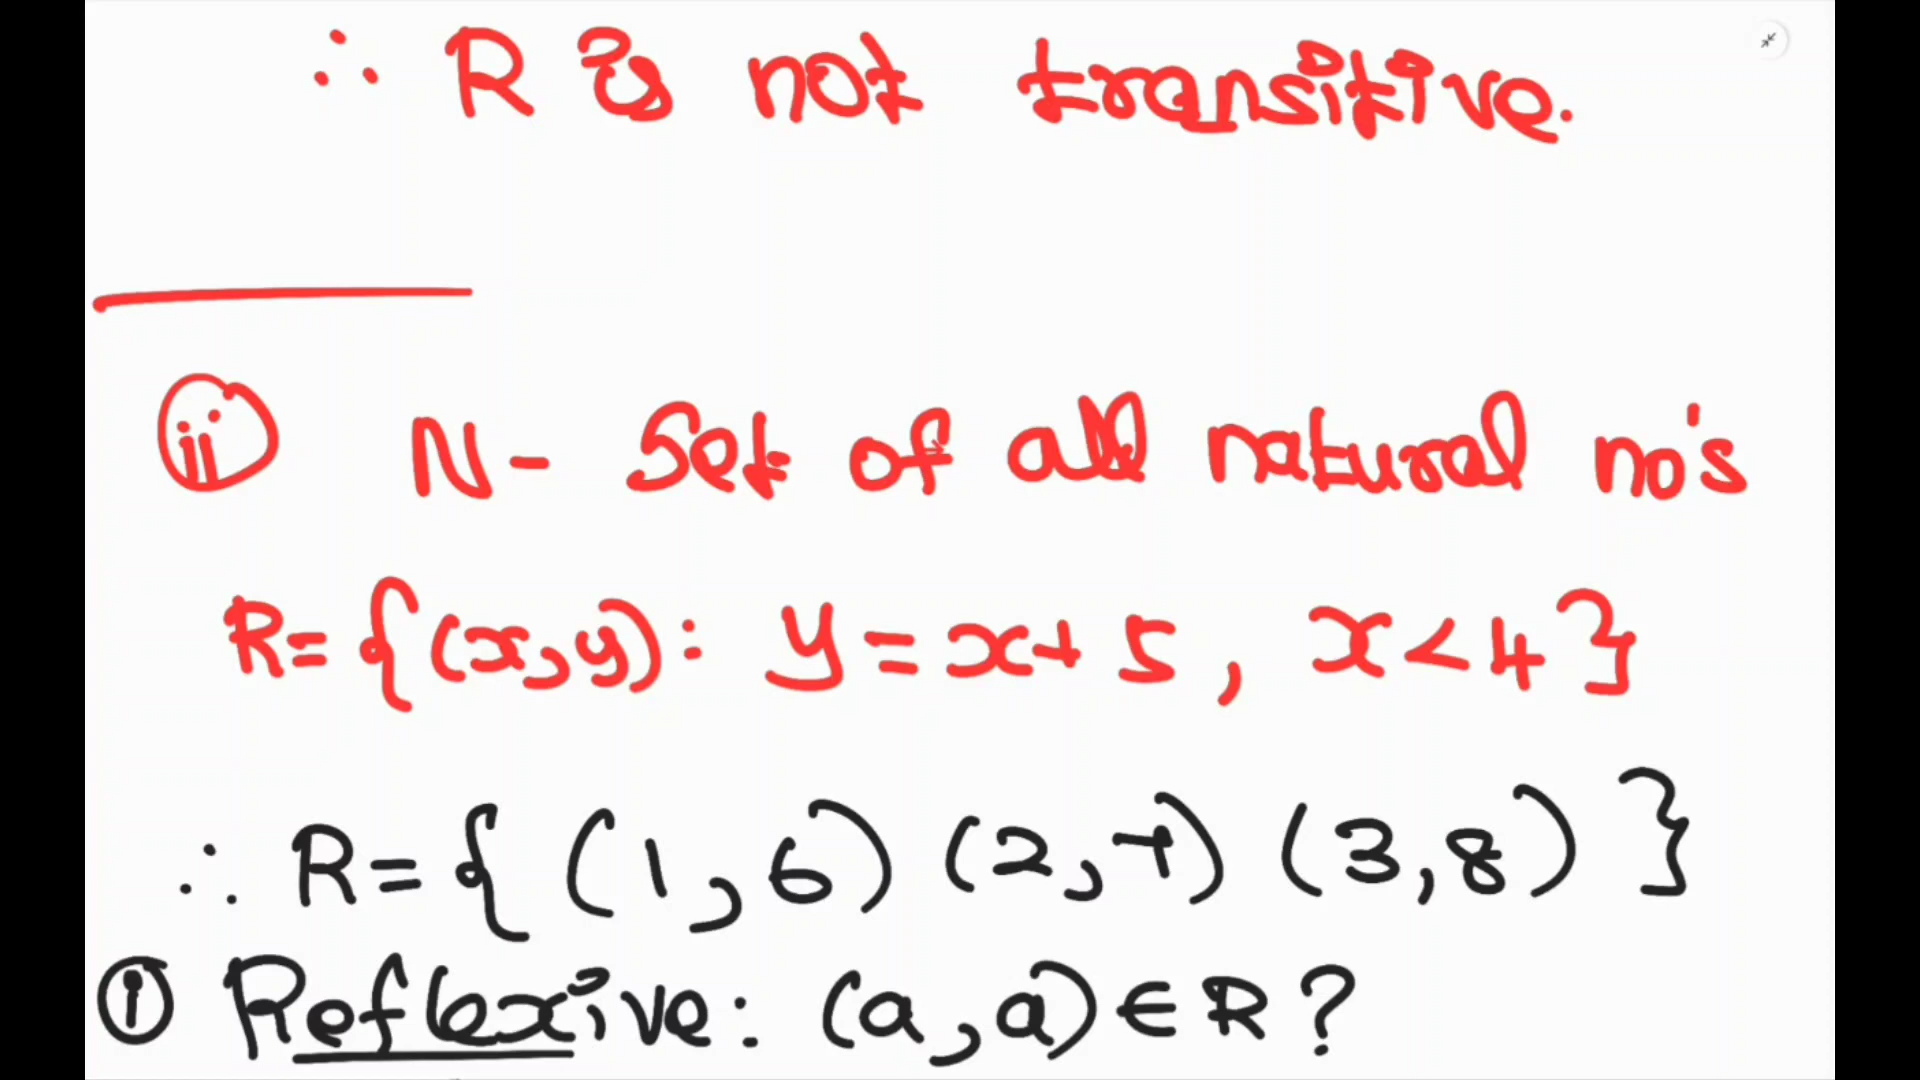 ∴ R is not transitive.
ii N - Set of all natural no's
R = {(x,y): y = x + 5, x < 4}
∴ R = { (1,6) (2,7) (3,8) }
① Reflexive: (a,a) ∈ R ?